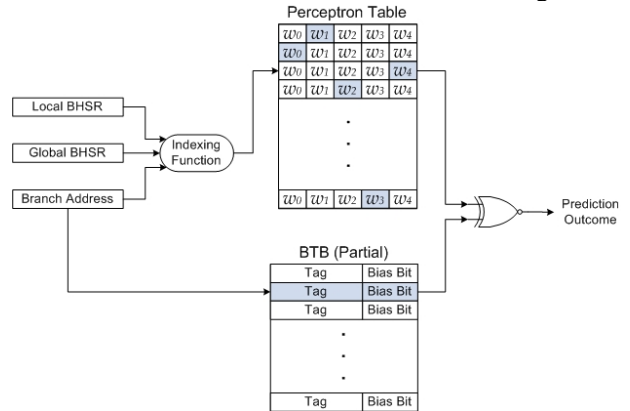 Perceptron Table
w0 w1 w2 w3 w4
w0 w1 w2 w3 w4
w0 w1 w2 w3 w4
w0 w1 w2 w3 w4
w0 w1 w2 w3 w4
Local BHSR
Global BHSR
Branch Address
Indexing
Function
Prediction
Outcome
BTB (Partial)
Tag Bias Bit
Tag Bias Bit
Tag Bias Bit
Tag Bias Bit